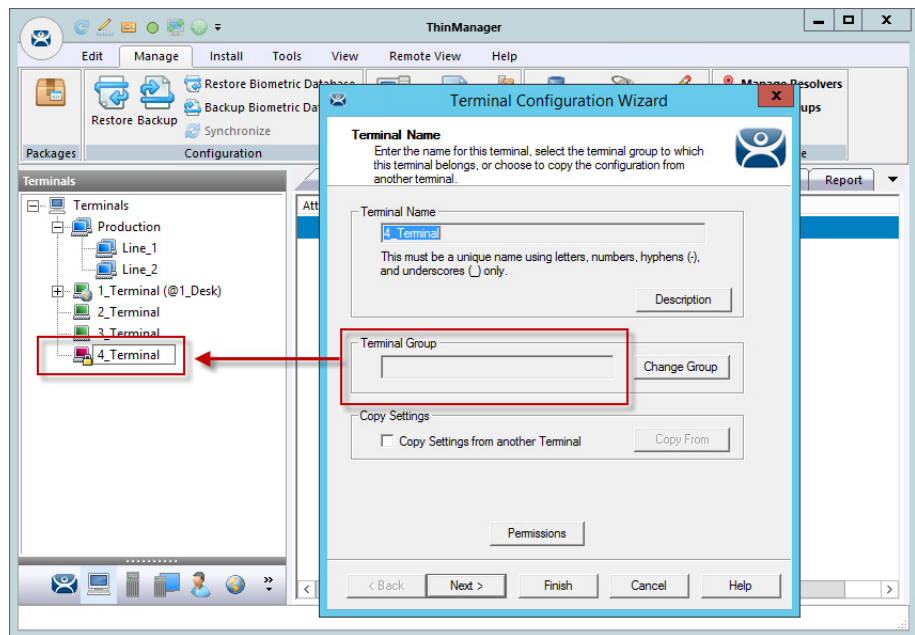 ThinManager
Edit Manage Install Tools View Remote View Help
Restore Biometric Database
Backup Biometric Dat
Synchronize
Restore Backup
Packages Configuration
Manage Resolvers
ups
e
Terminals
Terminals
Production
Line_1
Line_2
1_Terminal (@1_Desk)
2_Terminal
3_Terminal
4_Terminal
Att
Report
Terminal Configuration Wizard
X
Terminal Name
Enter the name for this terminal, select the terminal group to which
this terminal belongs, or choose to copy the configuration from
another terminal.
Terminal Name
4_Terminal
This must be a unique name using letters, numbers, hyphens (-),
and underscores (_) only.
Description
Terminal Group
Change Group
Copy Settings
Copy Settings from another Terminal
Copy From
Permissions
< Back Next > Finish Cancel Help